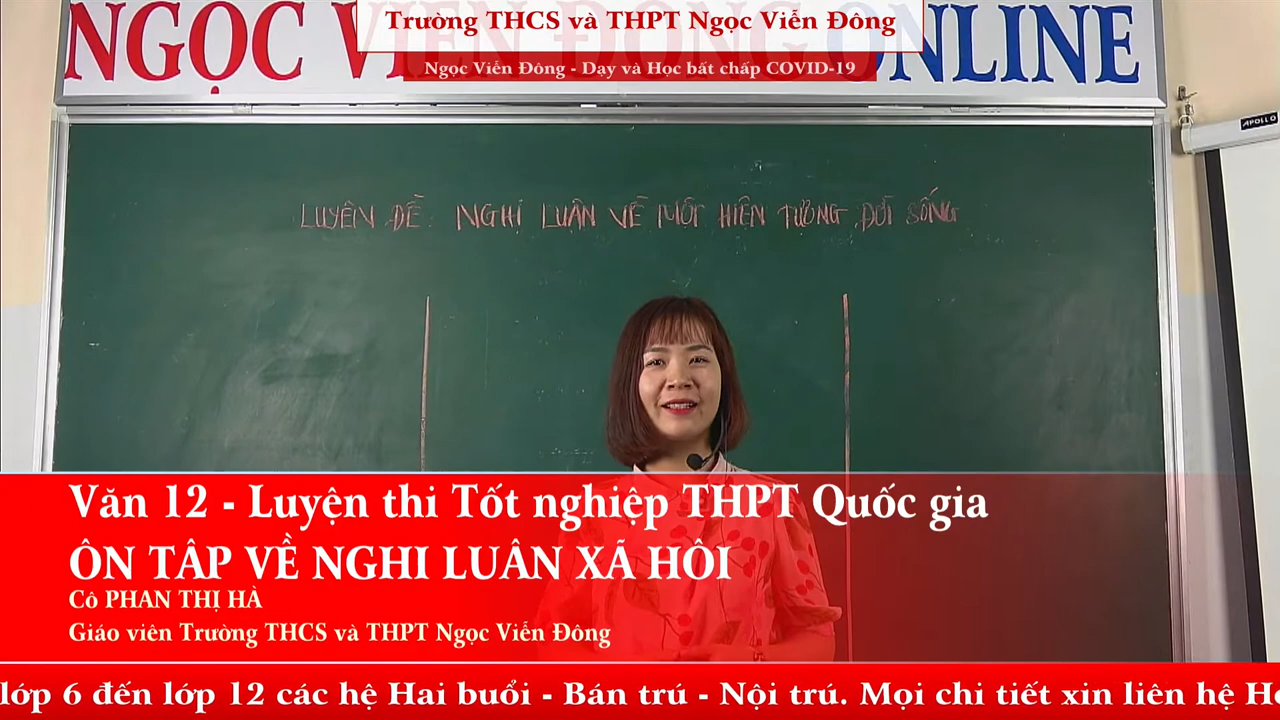 Trường THCS và THPT Ngọc Viễn Đông
NGỌC VIỄN ĐÔNG ONLINE
Ngọc Viễn Đông - Dạy và Học bất chấp COVID-19
APOLLO
LUYỆN ĐỀ: NGHỊ LUẬN VỀ MỘT HIỆN TƯỢNG ĐỜI SỐNG
Văn 12 - Luyện thi Tốt nghiệp THPT Quốc gia
ÔN TÂP VỀ NGHI LUÂN XÃ HÔI
Cô PHAN THỊ HÀ
Giáo viên Trường THCS và THPT Ngọc Viễn Đông
lớp 6 đến lớp 12 các hệ Hai buổi - Bán trú - Nội trú. Mọi chi tiết xin liên hệ